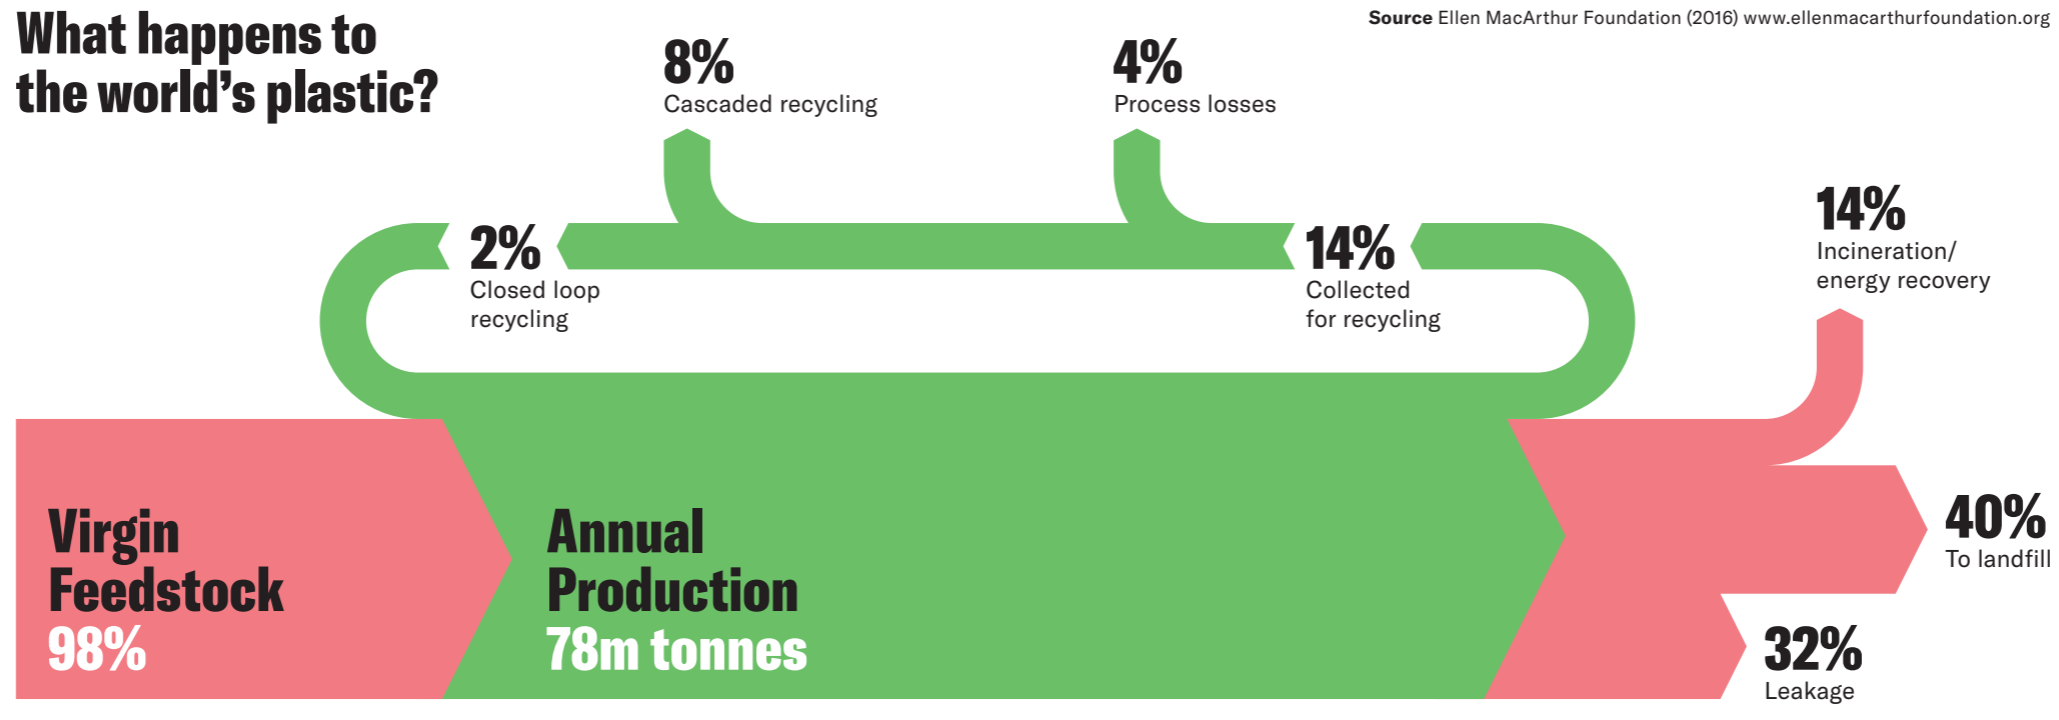 What happens to
the world's plastic?
Source Ellen MacArthur Foundation (2016) www.ellenmacarthurfoundation.org
8%
Cascaded recycling
4%
Process losses
14%
Incineration/
energy recovery
2%
Closed loop
recycling
14%
Collected
for recycling
Virgin
Feedstock
98%
Annual
Production
78m tonnes
40%
To landfill
32%
Leakage